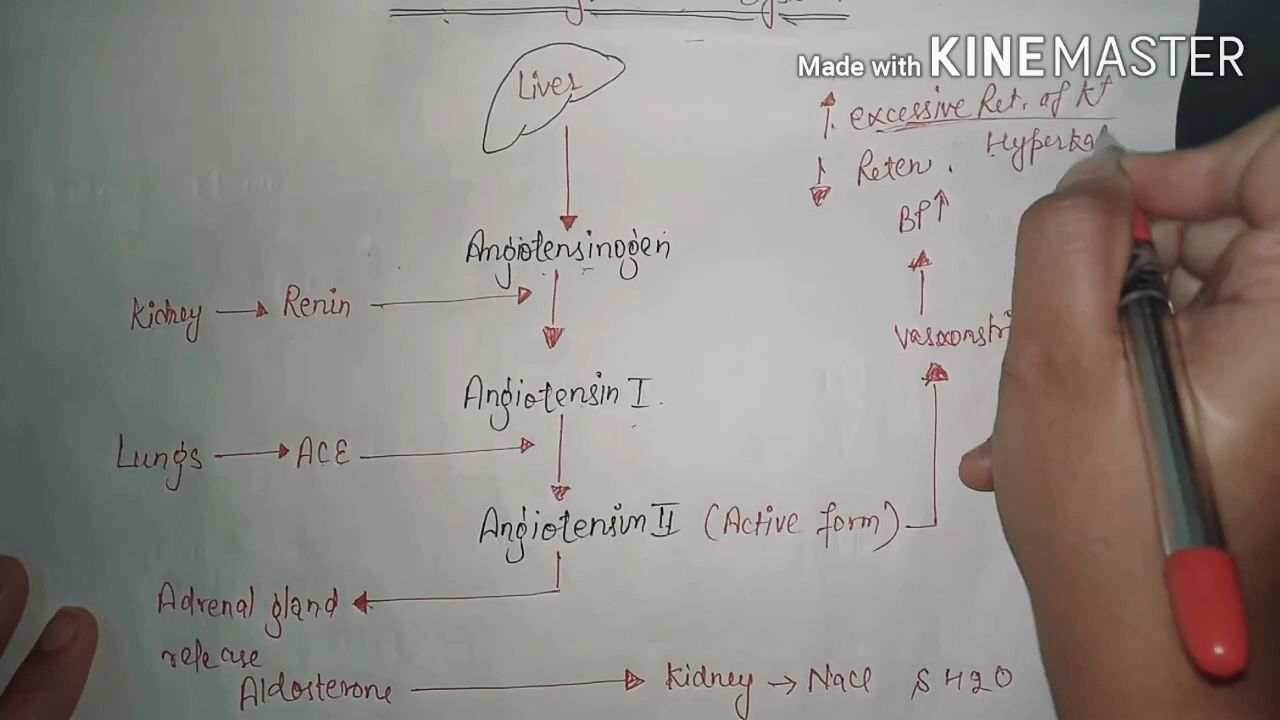 Made with KINEMASTER
Liver
excessive Ret. of K+
Reten.
BP↑
Angiotensinogen
Kidney → Renin
Angiotensin I
Lungs → ACE
Angiotensin II (Active form)
Adrenal gland
release
Aldosterone → Kidney → Nacl & H2O